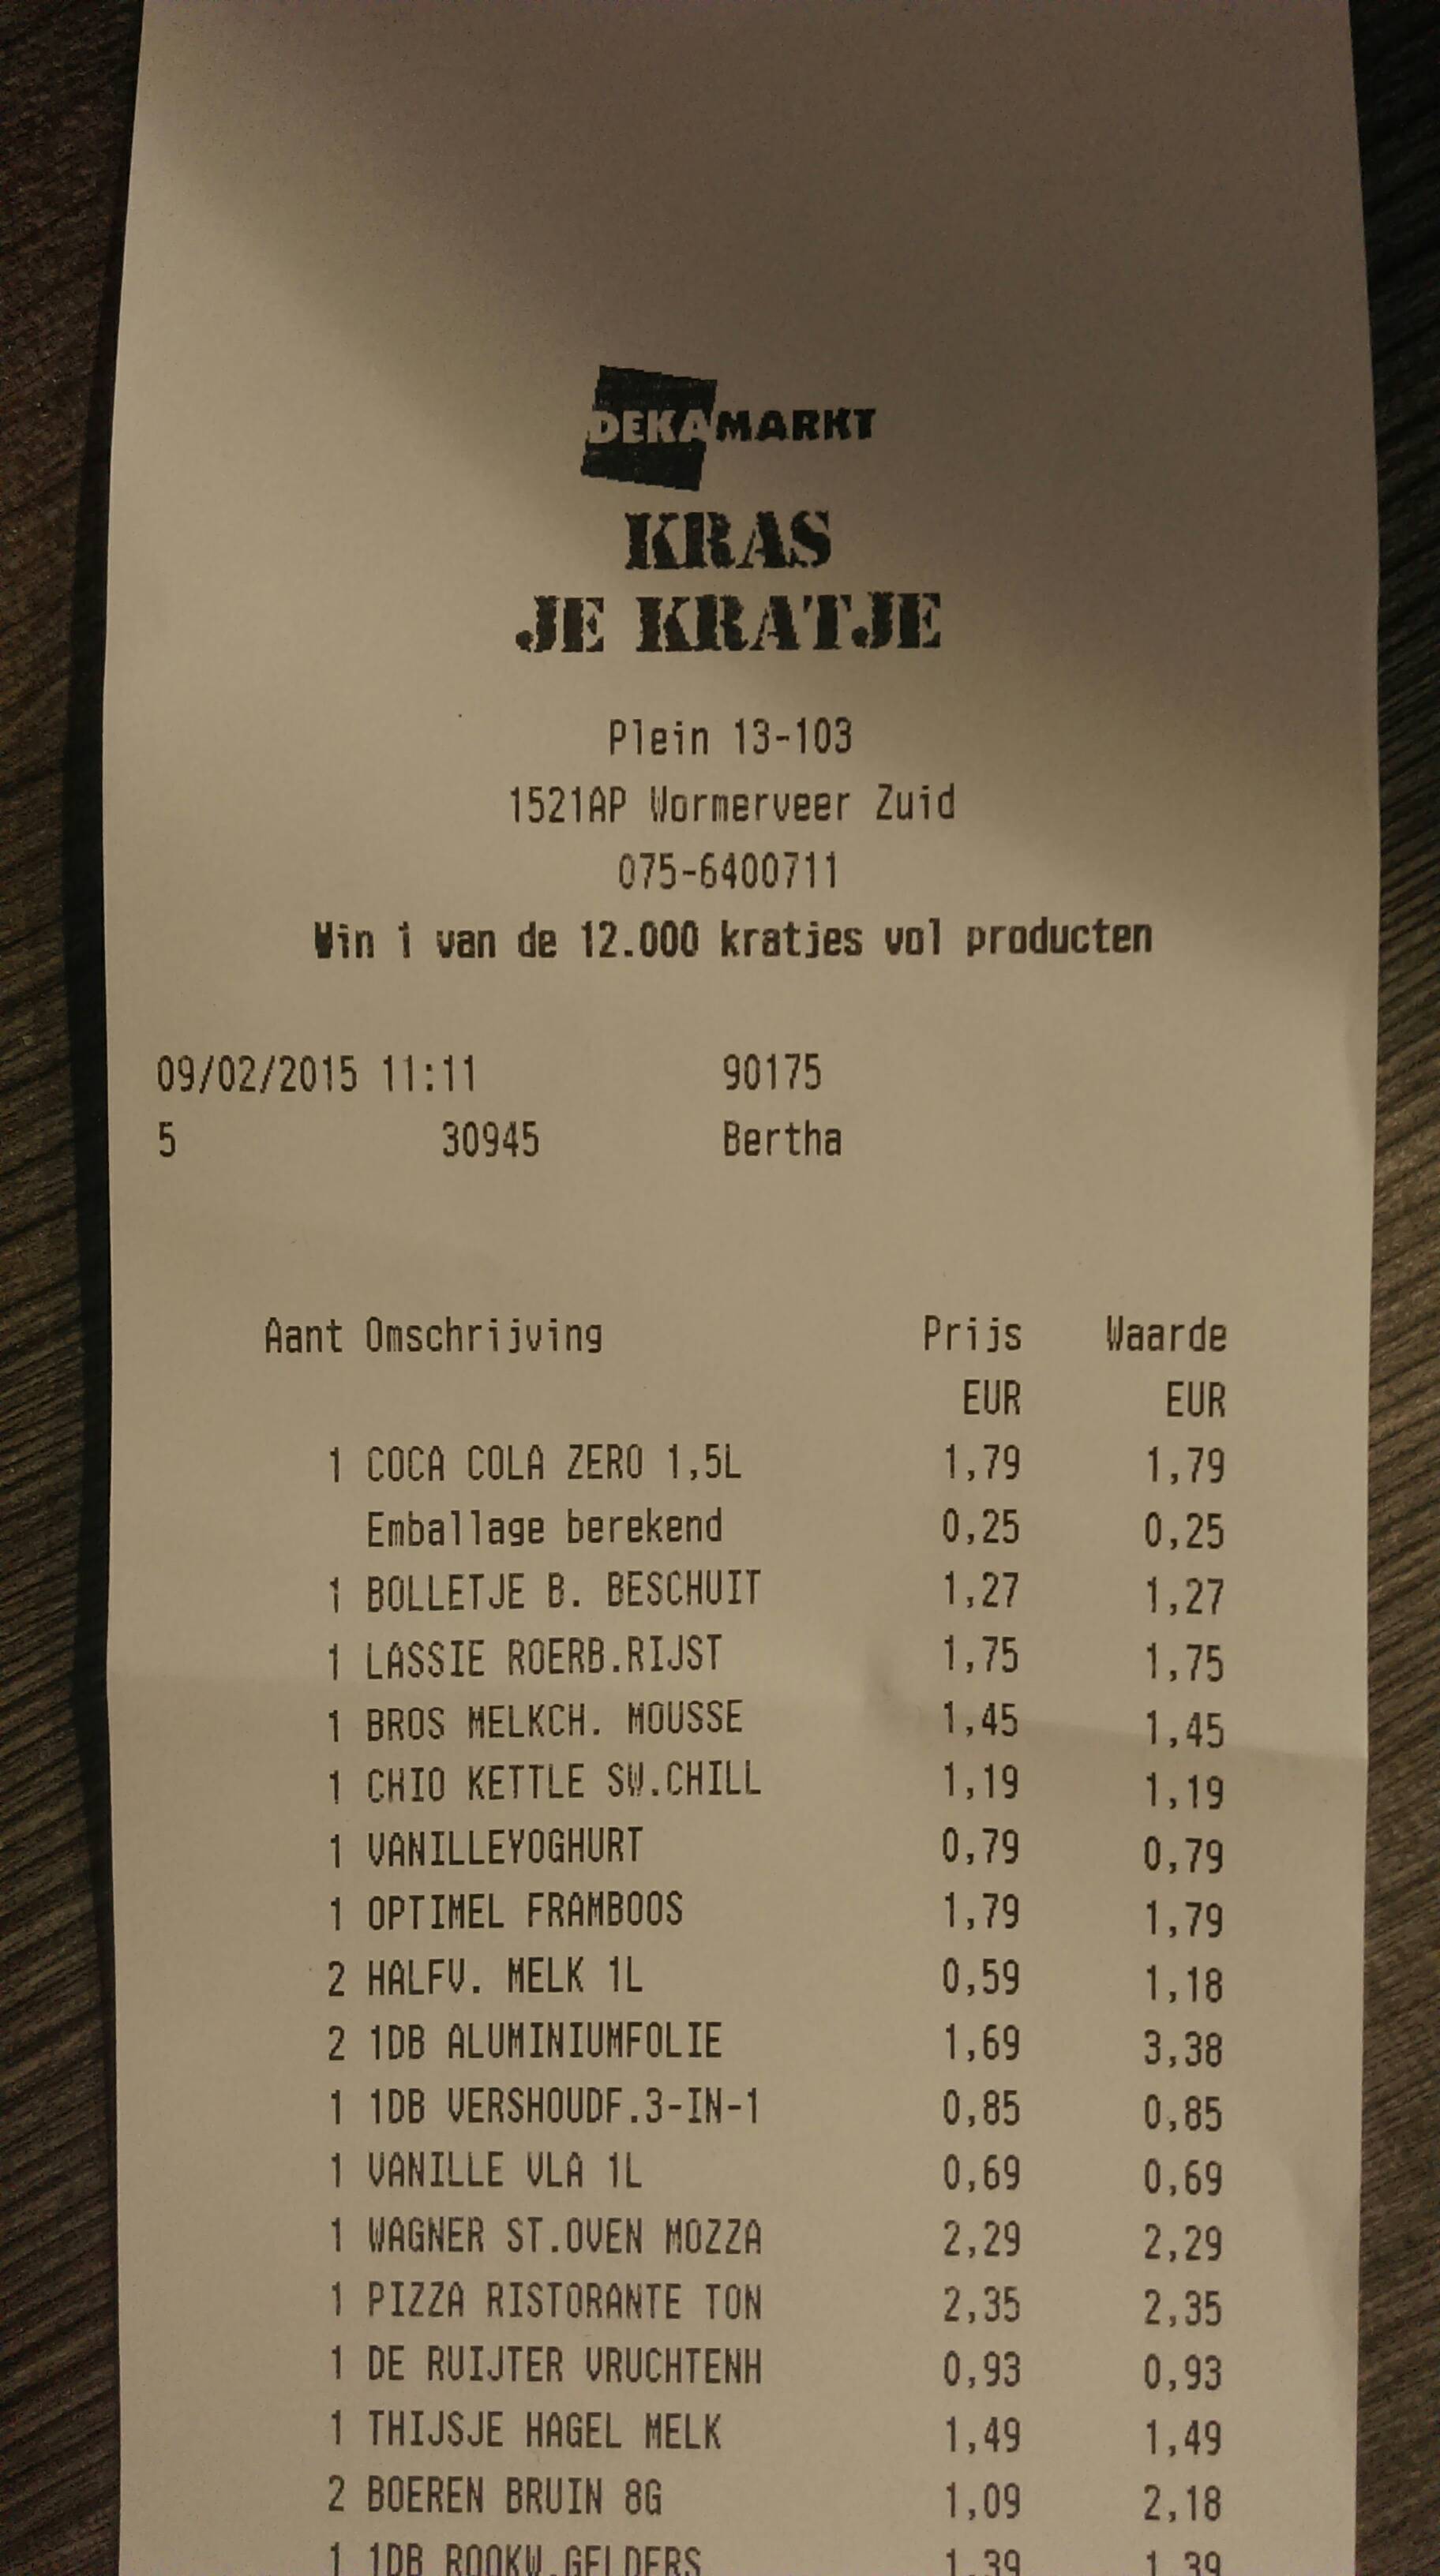 DEKAMARKT
KRAS
JE KRATJE
Plein 13-103
1521AP Wormerveer Zuid
075-6400711
Win 1 van de 12.000 kratjes vol producten
09/02/2015 11:11 90175
5 30945 Bertha
Aant Omschrijving Prijs Waarde
EUR EUR
1 COCA COLA ZERO 1,5L 1,79 1,79
Emballage berekend 0,25 0,25
1 BOLLETJE B. BESCHUIT 1,27 1,27
1 LASSIE ROERB.RIJST 1,75 1,75
1 BROS MELKCH. MOUSSE 1,45 1,45
1 CHIO KETTLE SW.CHILL 1,19 1,19
1 VANILLEYOGHURT 0,79 0,79
1 OPTIMEL FRAMBOOS 1,79 1,79
2 HALFV. MELK 1L 0,59 1,18
2 1DB ALUMINIUMFOLIE 1,69 3,38
1 1DB VERSHOUDF.3-IN-1 0,85 0,85
1 VANILLE VLA 1L 0,69 0,69
1 WAGNER ST.OVEN MOZZA 2,29 2,29
1 PIZZA RISTORANTE TON 2,35 2,35
1 DE RUIJTER VRUCHTENH 0,93 0,93
1 THIJSJE HAGEL MELK 1,49 1,49
2 BOEREN BRUIN 8G 1,09 2,18
1 1DB ROOKW.GELDERS 1,39 1,39